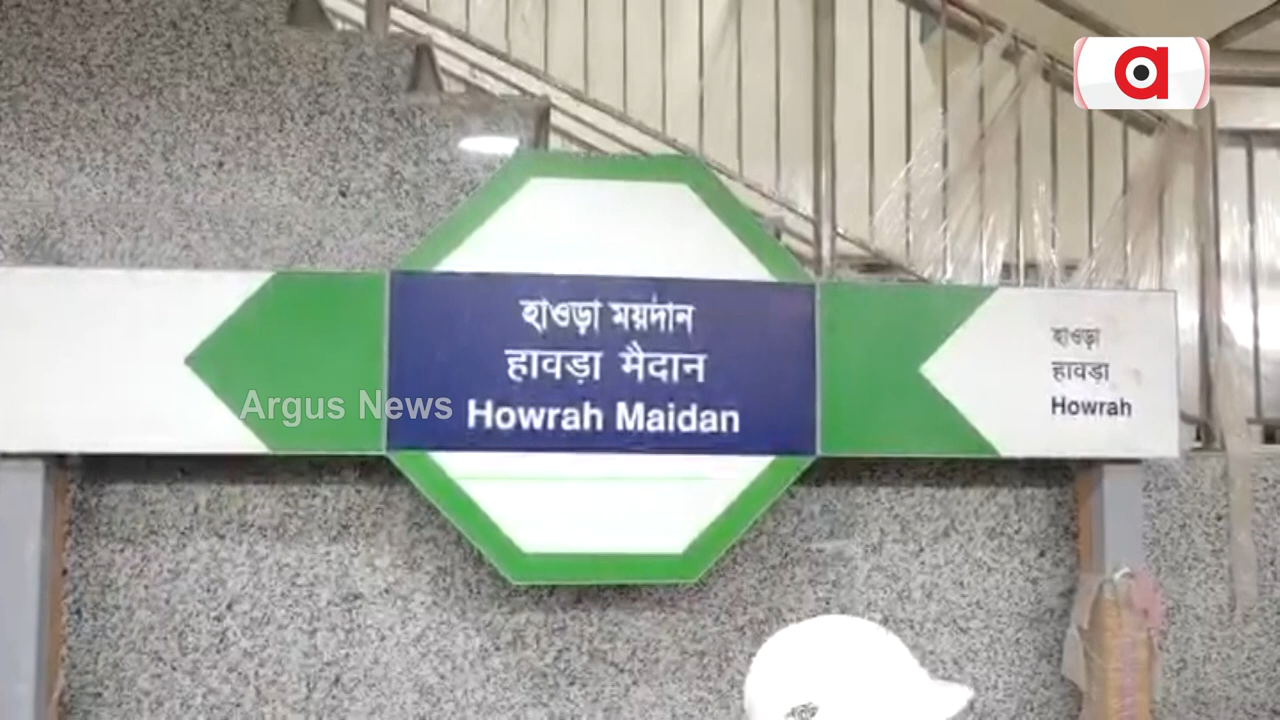 হাওড়া ময়দান
हावड़ा मैदान
Howrah Maidan
হাওড়া
हावड़ा
Howrah
Argus News
a